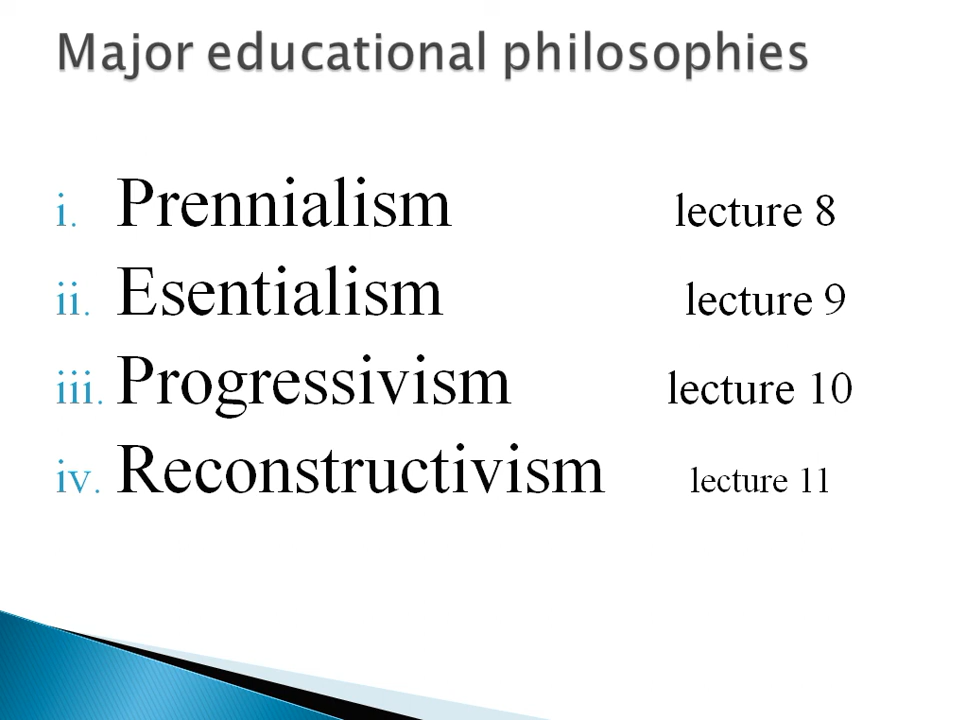 Major educational philosophies
i. Prennialism lecture 8
ii. Esentialism lecture 9
iii. Progressivism lecture 10
iv. Reconstructivism lecture 11